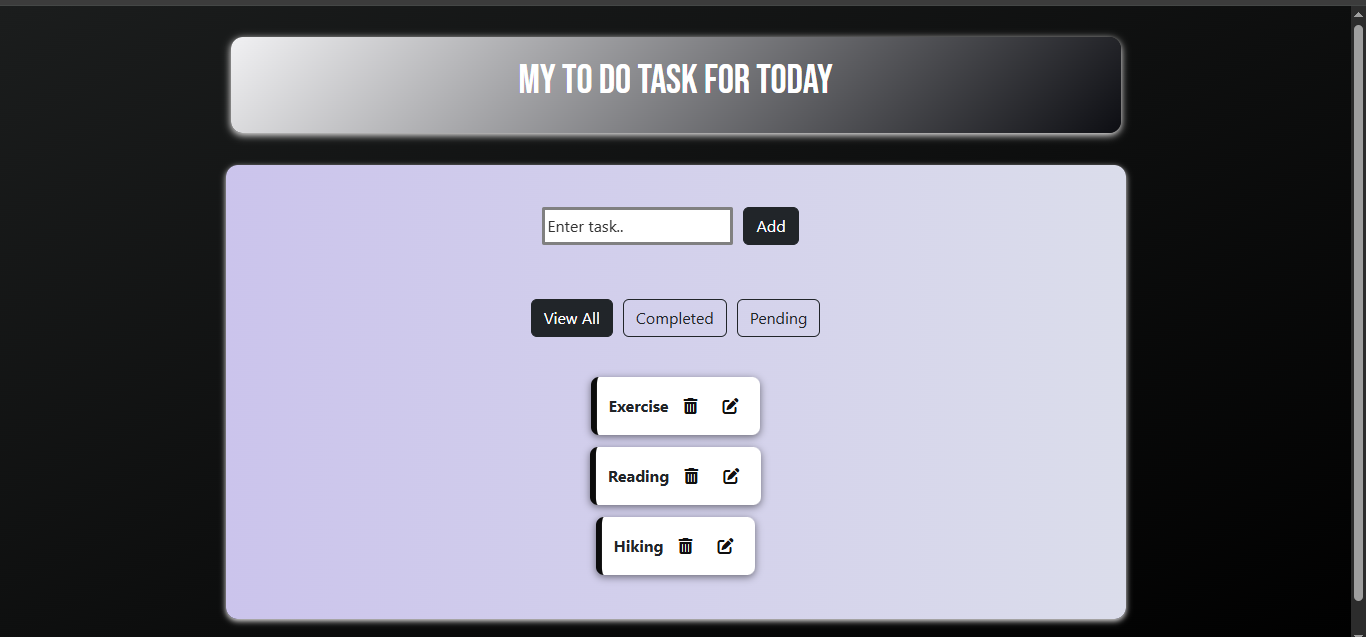 MY TO DO TASK FOR TODAY
Enter task.. Add
View All Completed Pending
Exercise
Reading
Hiking